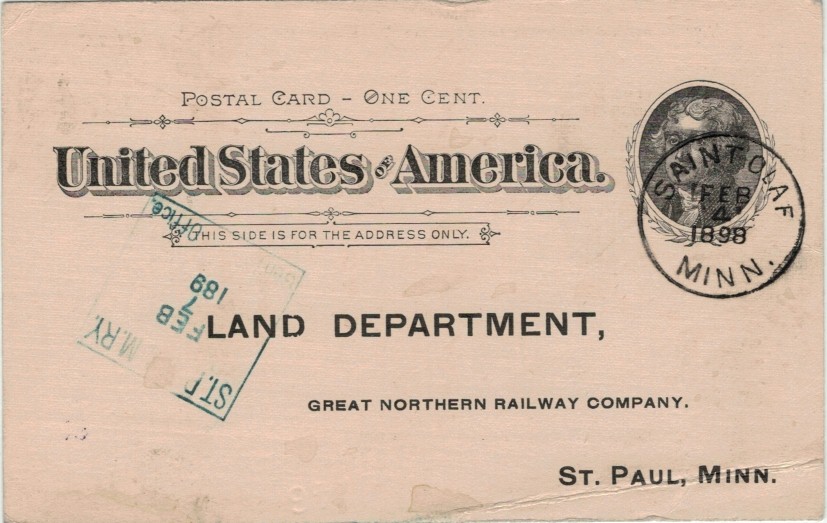 POSTAL CARD – ONE CENT.
United States of America.
THIS SIDE IS FOR THE ADDRESS ONLY.
SAINT OLAF
FEB
4
1898
MINN.
Office.
189
7
FEB
M.RY.
ST.P
LAND DEPARTMENT,
GREAT NORTHERN RAILWAY COMPANY.
ST. PAUL, MINN.